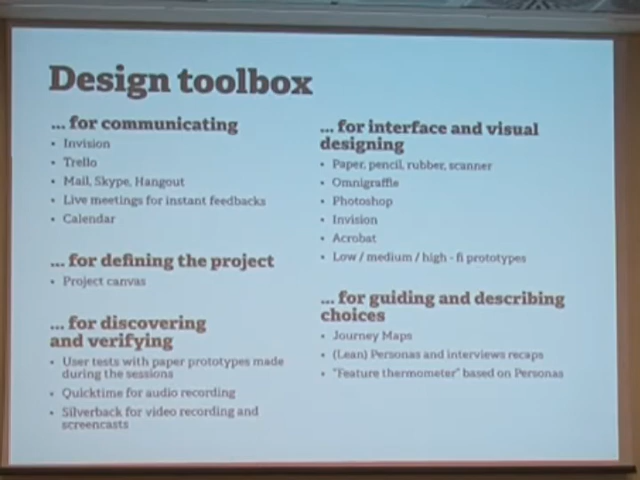 Design toolbox
... for communicating
• Invision
• Trello
• Mail, Skype, Hangout
• Live meetings for instant feedbacks
• Calendar
... for defining the project
• Project canvas
... for discovering
and verifying
• User tests with paper prototypes made
during the sessions
• Quicktime for audio recording
• Silverback for video recording and
screencasts
... for interface and visual
designing
• Paper, pencil, rubber, scanner
• Omnigraffle
• Photoshop
• Invision
• Acrobat
• Low / medium / high - fi prototypes
... for guiding and describing
choices
• Journey Maps
• (Lean) Personas and interviews recaps
• "Feature thermometer" based on Personas